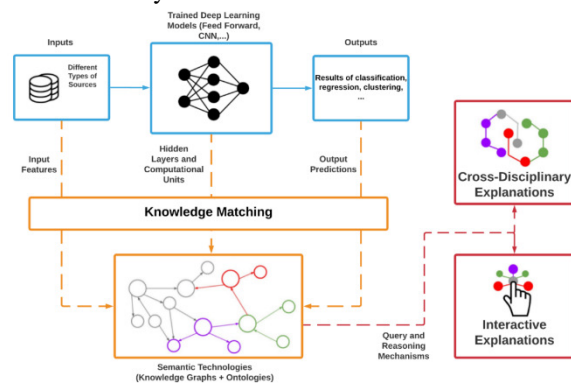 Inputs
Trained Deep Learning
Models (Feed Forward,
CNN,...)
Outputs
Different
Types of
Sources
Results of classification,
regression, clustering,
...
Input
Features
Hidden
Layers and
Computational
Units
Output
Predictions
Knowledge Matching
Semantic Technologies
(Knowledge Graphs + Ontologies)
Query and
Reasoning
Mechanisms
Cross-Disciplinary
Explanations
Interactive
Explanations